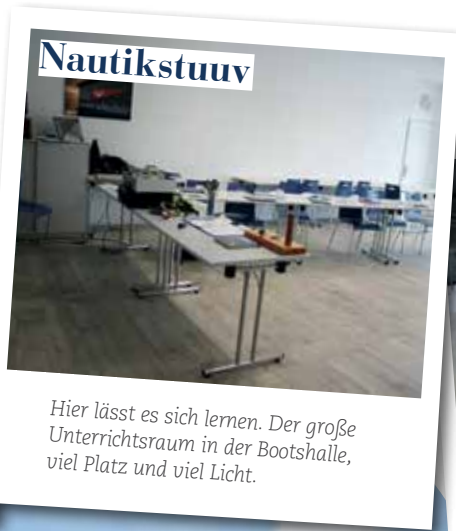 Nautikstuuv
Hier lässt es sich lernen. Der große
Unterrichtsraum in der Bootshalle,
viel Platz und viel Licht.